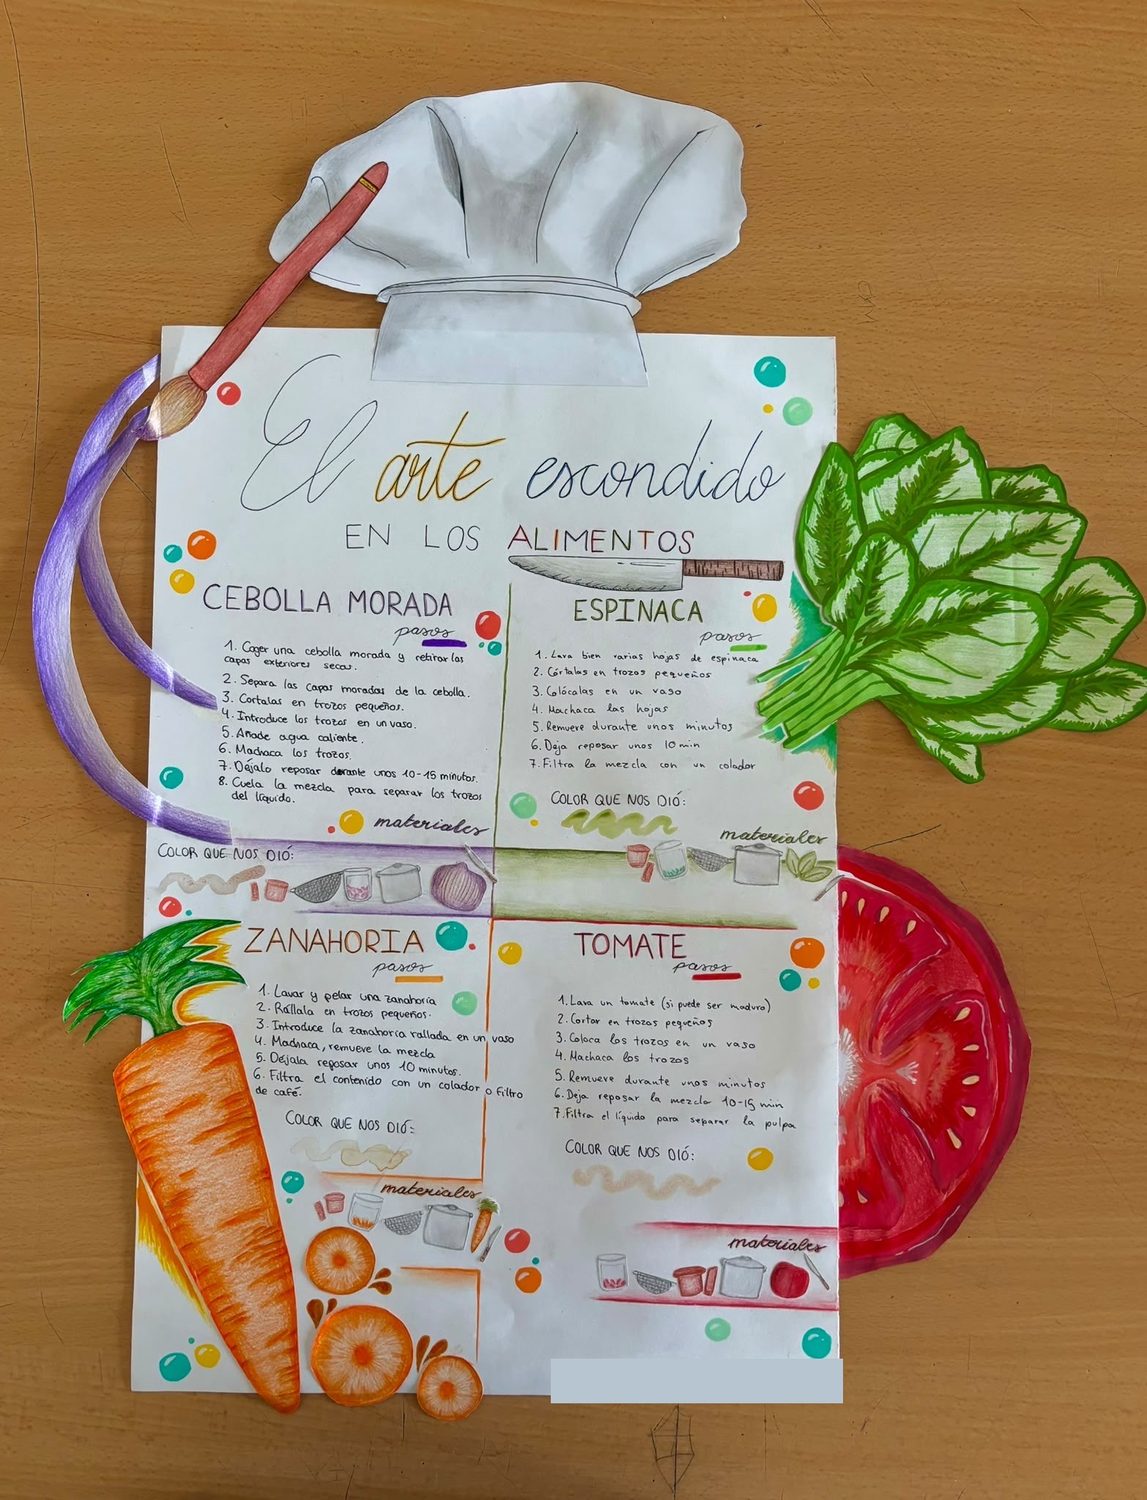 El arte escondido
EN LOS ALIMENTOS
CEBOLLA MORADA
pasos
1. Coger una cebolla morada y retirar las
capas exteriores secas.
2. Separa las capas moradas de la cebolla.
3. Cortalas en trozos pequeños.
4. Introduce los trozos en un vaso.
5. Añade agua caliente.
6. Machaca los trozos.
7. Déjalo reposar durante unos 10-15 minutos.
8. Cuela la mezcla para separar los trozos
del líquido.
materiales
COLOR QUE NOS DIÓ:
ESPINACA
pasos
1. Lava bien varias hojas de espinaca
2. Córtalas en trozos pequeños
3. Colócalas en un vaso
4. Machaca las hojas
5. Remueve durante unos minutos
6. Deja reposar unos 10 min
7. Filtra la mezcla con un colador
COLOR QUE NOS DIÓ:
materiales
ZANAHORIA
pasos
1. Lavar y pelar una zanahoria
2. Rállala en trozos pequeños.
3. Introduce la zanahoria rallada en un vaso
4. Machaca, remueve la mezcla
5. Déjala reposar unos 10 minutos.
6. Filtra el contenido con un colador o filtro
de café.
COLOR QUE NOS DIÓ:
materiales
TOMATE
pasos
1. Lava un tomate (si puede ser maduro)
2. Cortar en trozos pequeños
3. Coloca los trozos en un vaso
4. Machaca los trozos
5. Remueve durante unos minutos
6. Deja reposar la mezcla 10-15 min
7. Filtra el líquido para separar la pulpa
COLOR QUE NOS DIÓ:
materiales